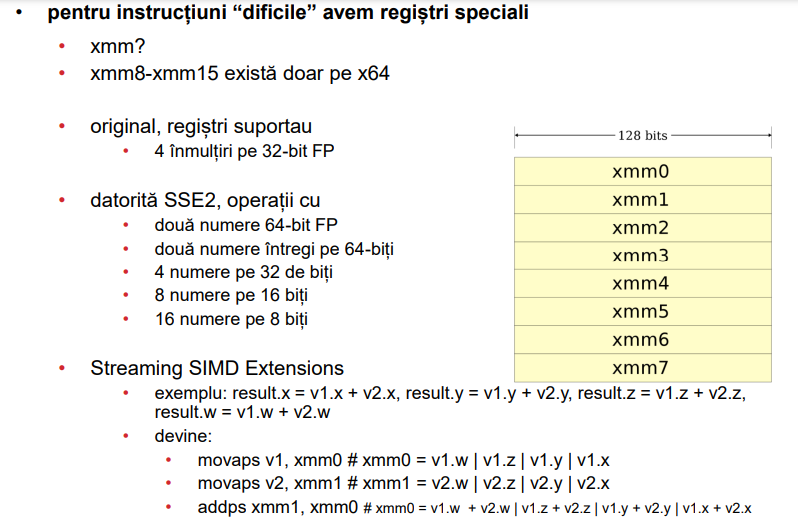 • pentru instrucțiuni “dificile” avem regiștri speciali
• xmm?
• xmm8-xmm15 există doar pe x64
• original, regiștri suportau
• 4 înmulțiri pe 32-bit FP
• datorită SSE2, operații cu
• două numere 64-bit FP
• două numere întregi pe 64-biți
• 4 numere pe 32 de biți
• 8 numere pe 16 biți
• 16 numere pe 8 biți
128 bits
xmm0
xmm1
xmm2
xmm3
xmm4
xmm5
xmm6
xmm7
• Streaming SIMD Extensions
• exemplu: result.x = v1.x + v2.x, result.y = v1.y + v2.y, result.z = v1.z + v2.z,
result.w = v1.w + v2.w
• devine:
• movaps v1, xmm0 # xmm0 = v1.w | v1.z | v1.y | v1.x
• movaps v2, xmm1 # xmm1 = v2.w | v2.z | v2.y | v2.x
• addps xmm1, xmm0 # xmm0 = v1.w + v2.w | v1.z + v2.z | v1.y + v2.y | v1.x + v2.x